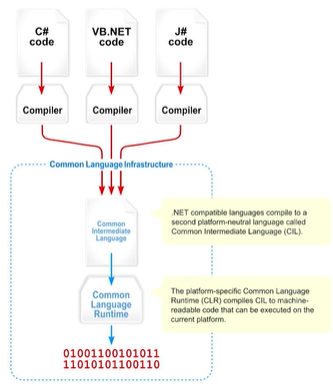 C#
code
VB.NET
code
J#
code
Compiler
Compiler
Compiler
Common Language Infrastructure
Common
Intermediate
Language
.NET compatible languages compile to a
second platform-neutral language called
Common Intermediate Language (CIL).
Common
Language
Runtime
The platform-specific Common Language
Runtime (CLR) compiles CIL to machine-
readable code that can be executed on the
current platform.
01001100101011
11010101100110